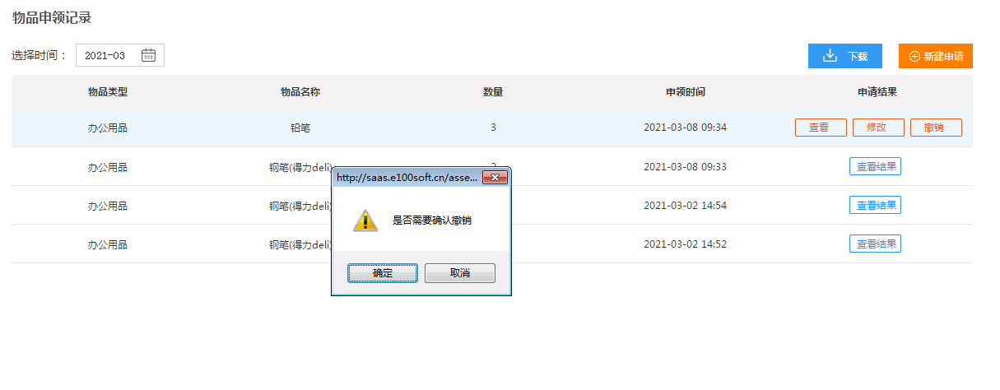 物品申领记录
选择时间： 2021-03 下载 新建申请
物品类型 物品名称 数量 申领时间 申请结果
办公用品 铅笔 3 2021-03-08 09:34 查看 修改 撤销
办公用品 钢笔(得力deli) 2021-03-08 09:33 查看结果
办公用品 钢笔(得力deli) 2021-03-02 14:54 查看结果
办公用品 钢笔(得力deli) 2021-03-02 14:52 查看结果
http://saas.e100soft.cn/asse...
是否需要确认撤销
确定 取消